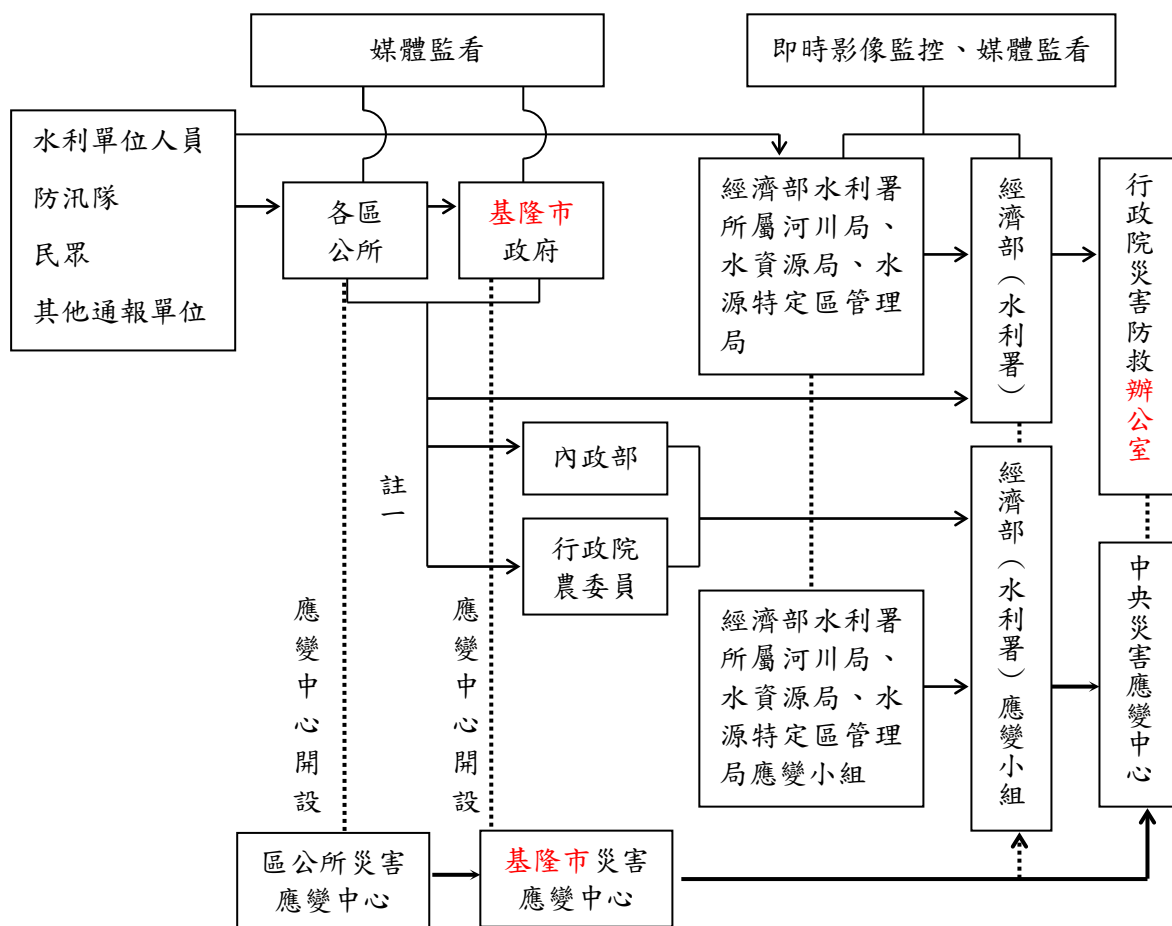 媒體監看
即時影像監控、媒體監看
水利單位人員
防汛隊
民眾
其他通報單位
各區
公所
基隆市
政府
經濟部水利署
所屬河川局、
水資源局、水
源特定區管理
局
經濟部（水利署）
行政院災害防救辦公室
註一
內政部
行政院
農委員
應變中心開設
應變中心開設
經濟部水利署
所屬河川局、
水資源局、水
源特定區管理
局應變小組
經濟部（水利署）應變小組
中央災害應變中心
區公所災害
應變中心
基隆市災害
應變中心